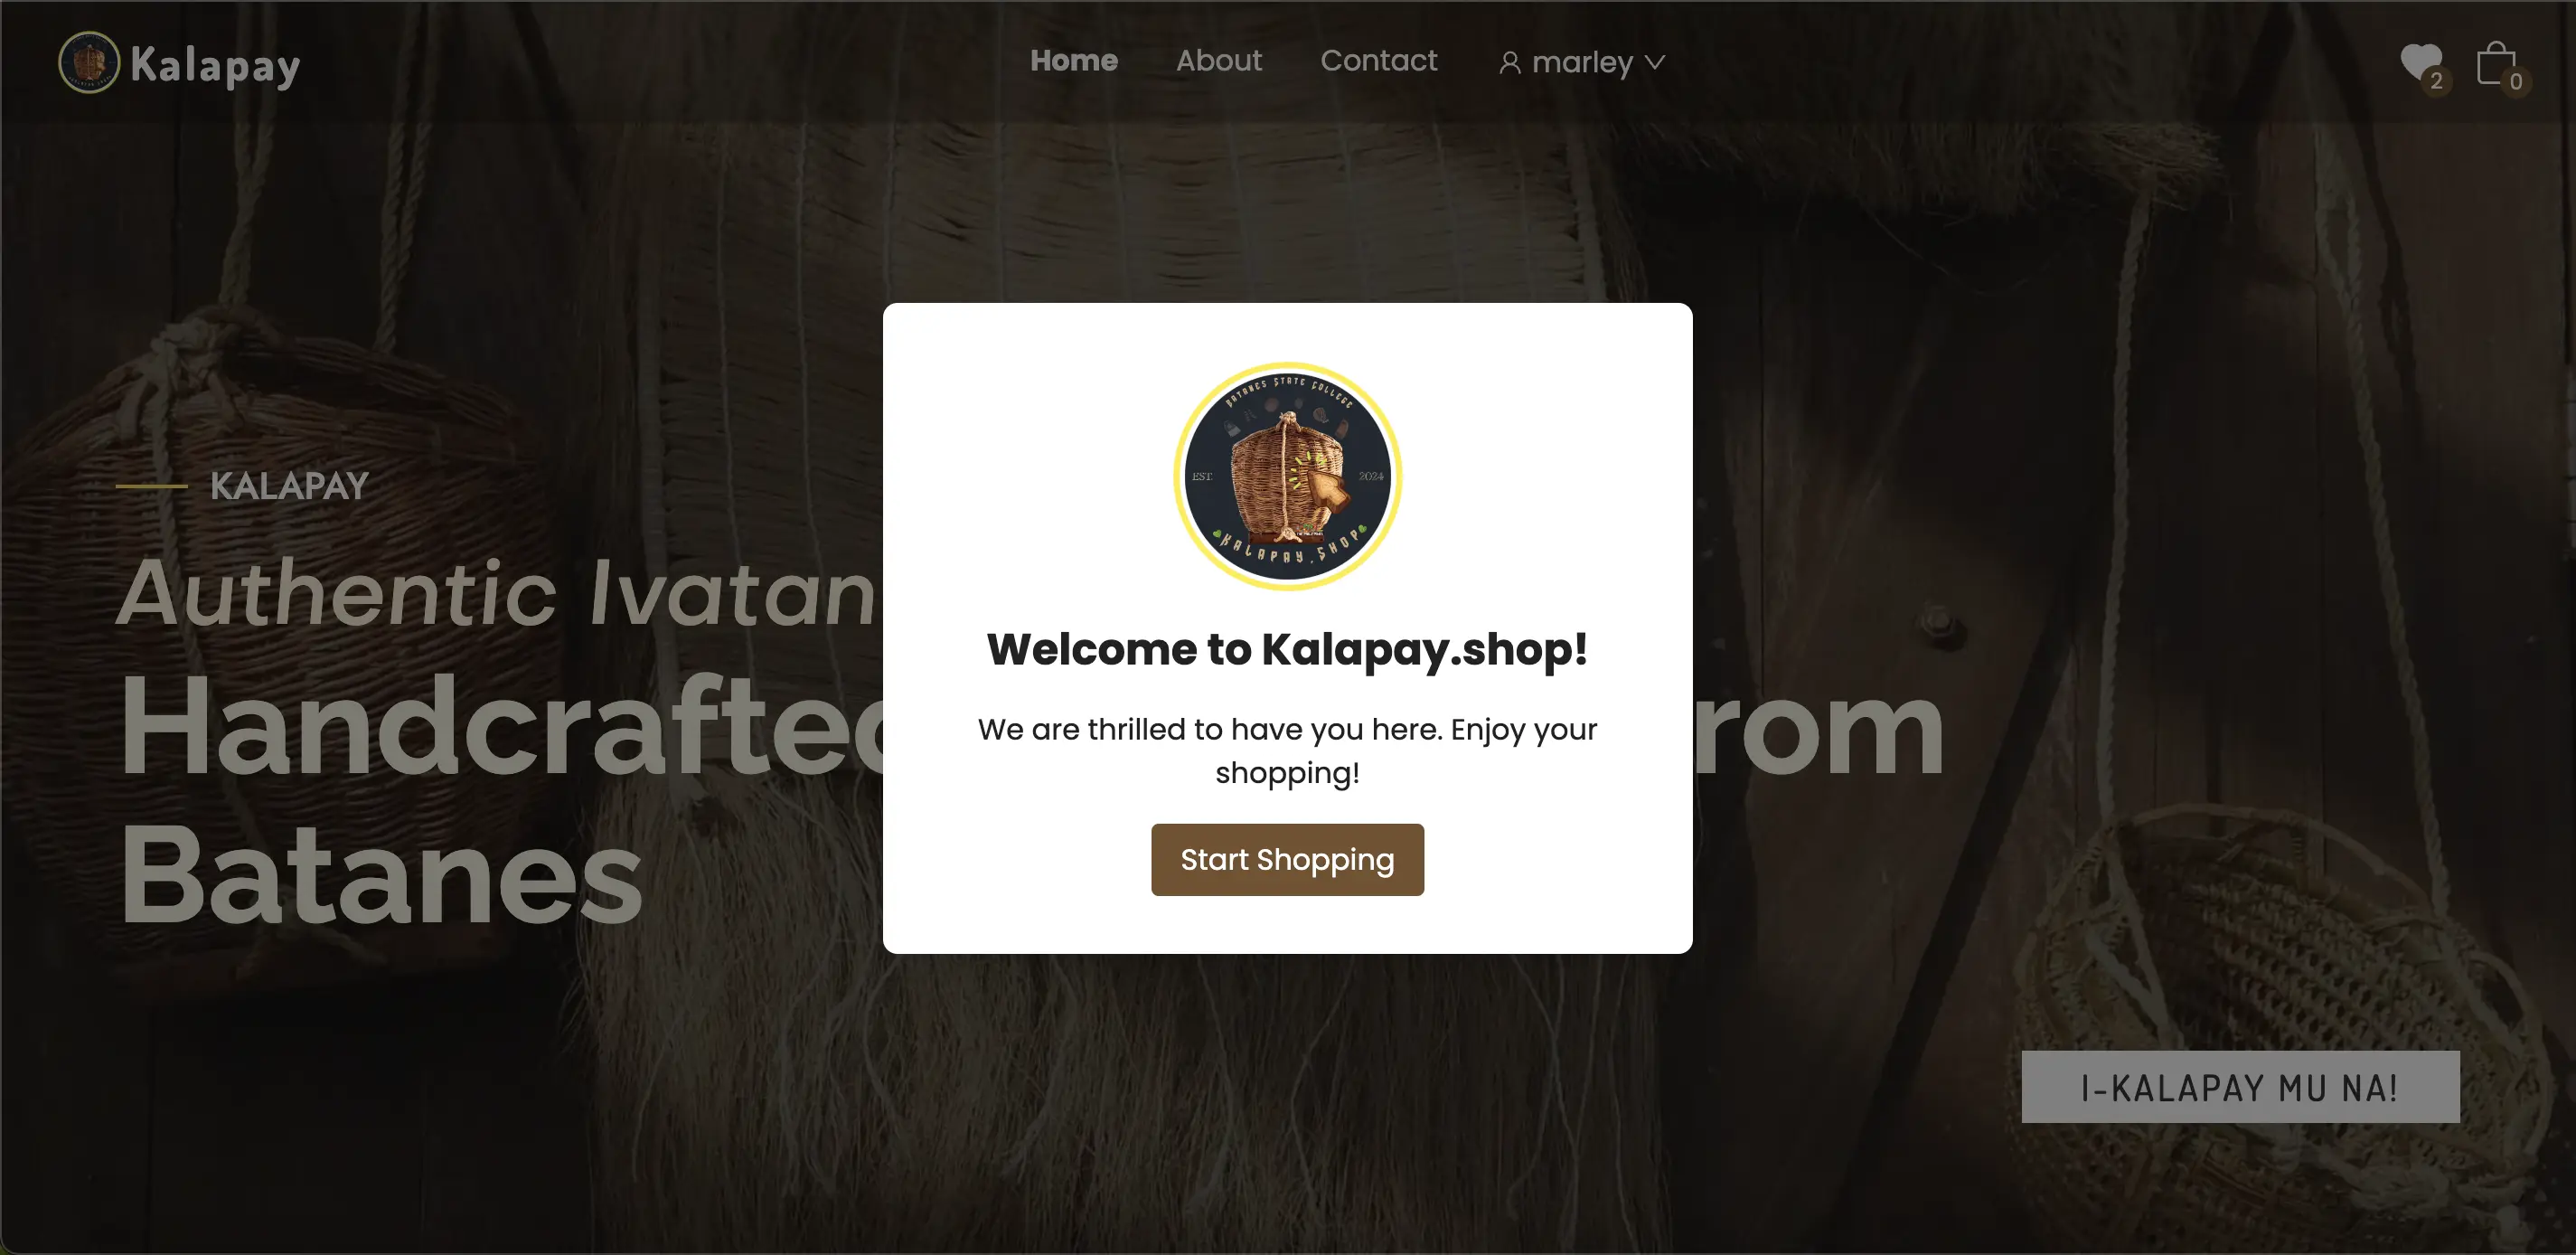 Kalapay
Home About Contact marley
2 0
KALAPAY
Authentic Ivatan
Handcrafted rom
Batanes
BATANES STATE COLLEGE
EST. 2024
KALAPAY.SHOP
Welcome to Kalapay.shop!
We are thrilled to have you here. Enjoy your
shopping!
Start Shopping
I-KALAPAY MU NA!